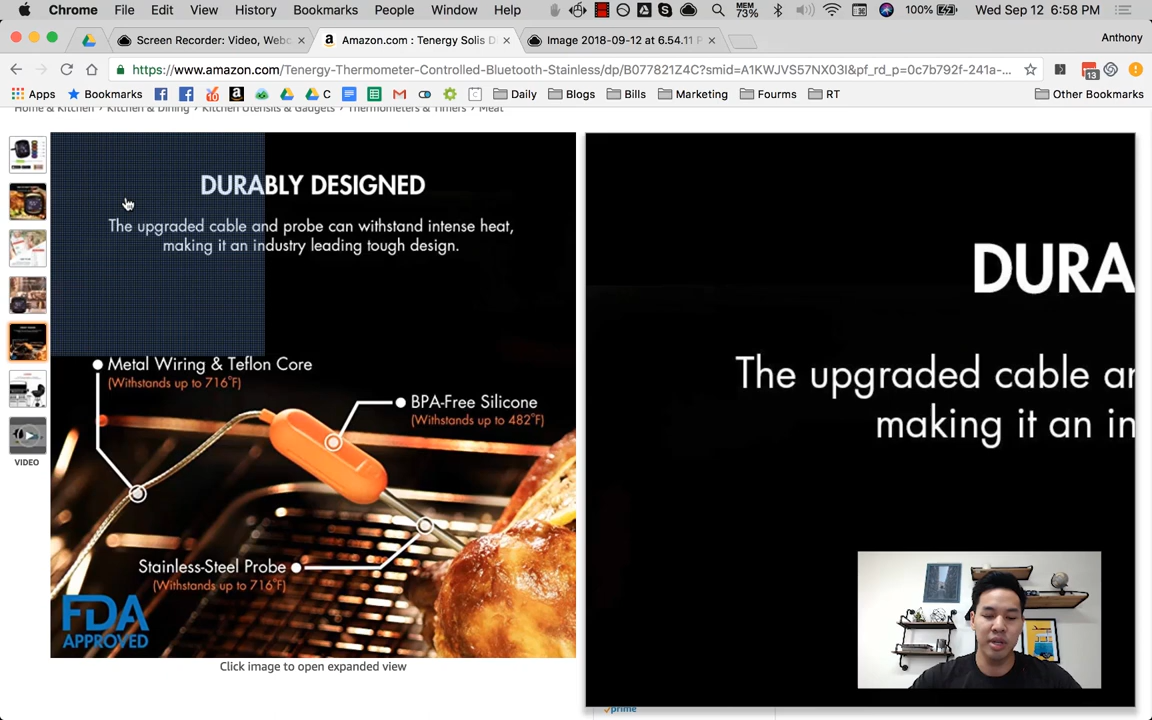 Chrome File Edit View History Bookmarks People Window Help MEM 73% 100% Wed Sep 12 6:58 PM
Screen Recorder: Video, Webc
Amazon.com : Tenergy Solis D
Image 2018-09-12 at 6.54.11 P
Anthony
https://www.amazon.com/Tenergy-Thermometer-Controlled-Bluetooth-Stainless/dp/B077821Z4C?smid=A1KWJVS57NX03I&pf_rd_p=0c7b792f-241a-...
13
Apps Bookmarks C Daily Blogs Bills Marketing Fourms RT Other Bookmarks
Home & Kitchen › Kitchen & Dining › Kitchen Utensils & Gadgets › Thermometers & Timers › Meat
DURABLY DESIGNED
The upgraded cable and probe can withstand intense heat,
making it an industry leading tough design.
Metal Wiring & Teflon Core
(Withstands up to 716°F)
BPA-Free Silicone
(Withstands up to 482°F)
Stainless-Steel Probe
(Withstands up to 716°F)
FDA
APPROVED
VIDEO
Click image to open expanded view
DURA
The upgraded cable ar
making it an in
prime